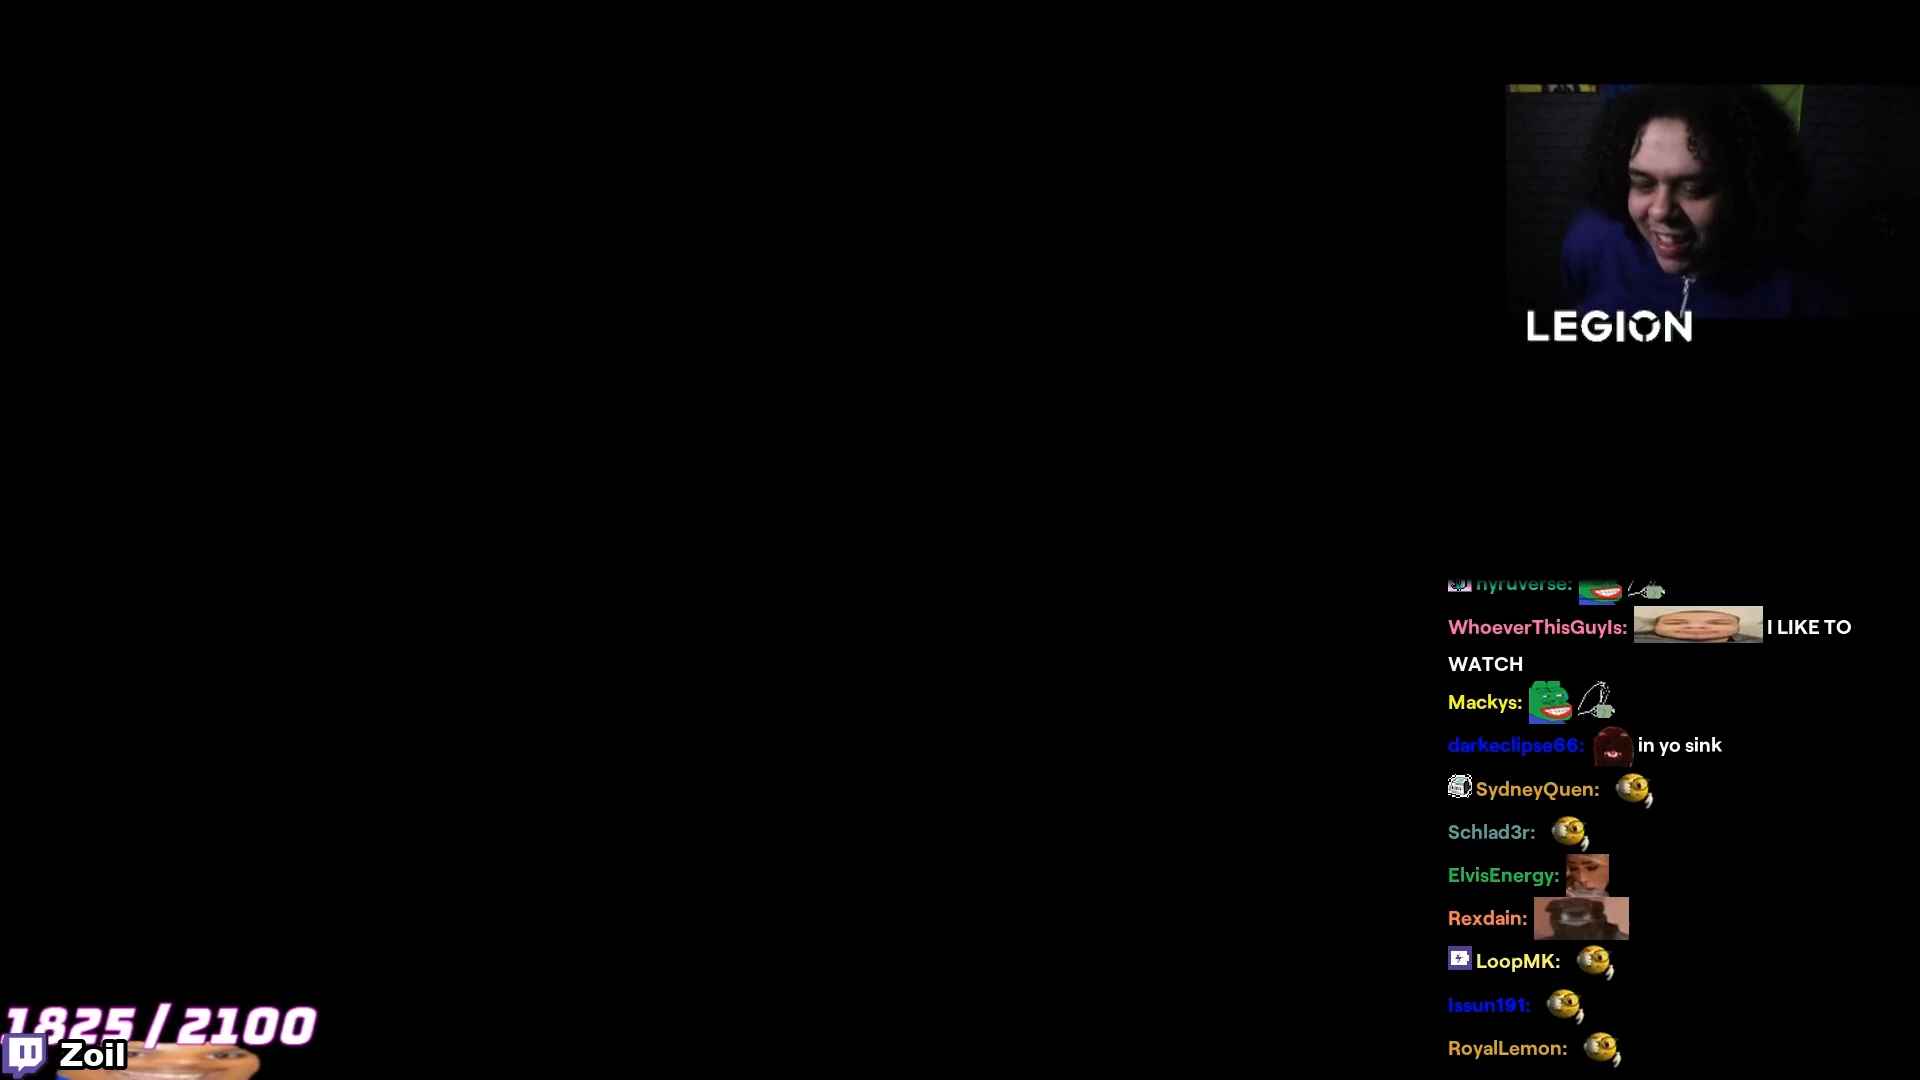 LEGION
hyruverse:
WhoeverThisGuyIs: I LIKE TO
WATCH
Mackys:
darkeclipse66: in yo sink
SydneyQuen:
Schlad3r:
ElvisEnergy:
Rexdain:
LoopMK:
Issun191:
RoyalLemon:
1825/2100
Zoil